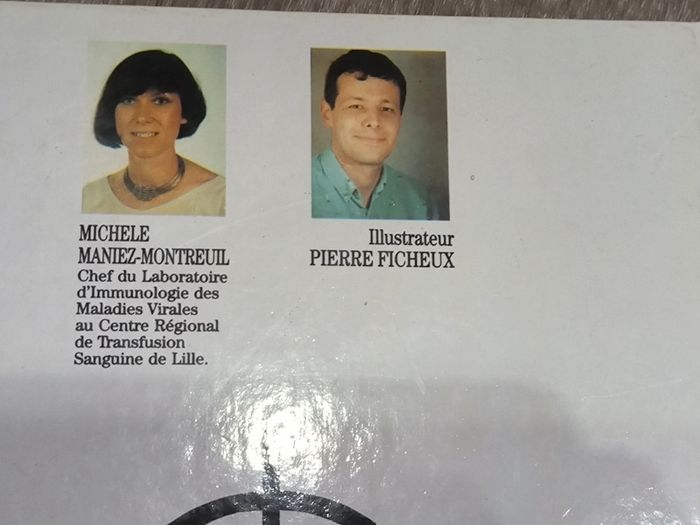 MICHELE
MANIEZ-MONTREUIL
Chef du Laboratoire
d'Immunologie des
Maladies Virales
au Centre Régional
de Transfusion
Sanguine de Lille.
Illustrateur
PIERRE FICHEUX